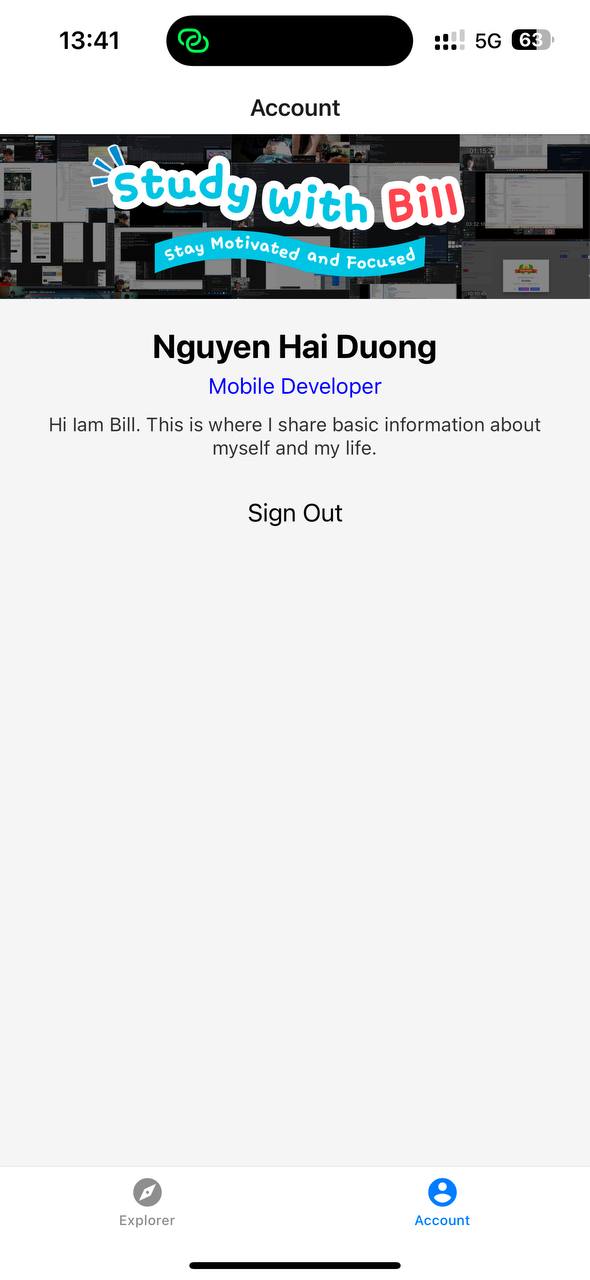 13:41
5G
63
Account
Study with Bill
Stay Motivated and Focused
Nguyen Hai Duong
Mobile Developer
Hi Iam Bill. This is where I share basic information about
myself and my life.
Sign Out
Explorer
Account